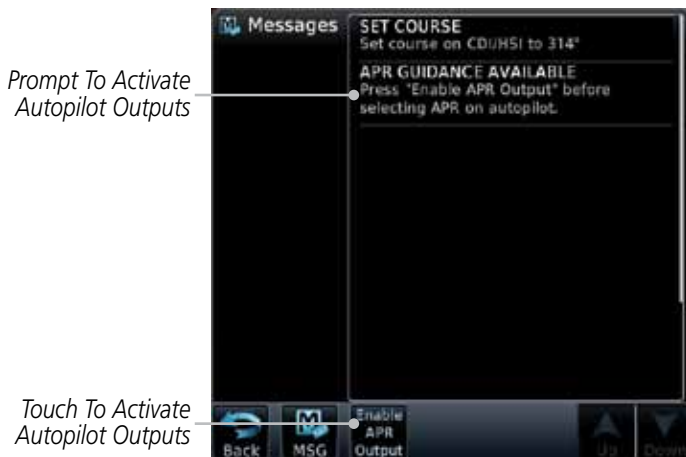 Messages
SET COURSE
Set course on CDI/HSI to 314°
APR GUIDANCE AVAILABLE
Press "Enable APR Output" before
selecting APR on autopilot.
Prompt To Activate
Autopilot Outputs
Touch To Activate
Autopilot Outputs
Back
MSG
Enable
APR
Output
Up
Down